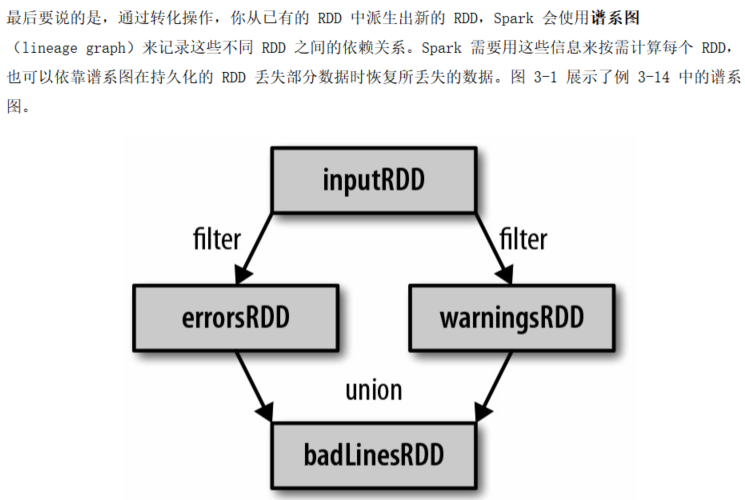 最后要说的是，通过转化操作，你从已有的 RDD 中派生出新的 RDD，Spark 会使用谱系图
（lineage graph）来记录这些不同 RDD 之间的依赖关系。Spark 需要用这些信息来按需计算每个 RDD，
也可以依靠谱系图在持久化的 RDD 丢失部分数据时恢复所丢失的数据。图 3-1 展示了例 3-14 中的谱系
图。
inputRDD
filter
filter
errorsRDD
warningsRDD
union
badLinesRDD